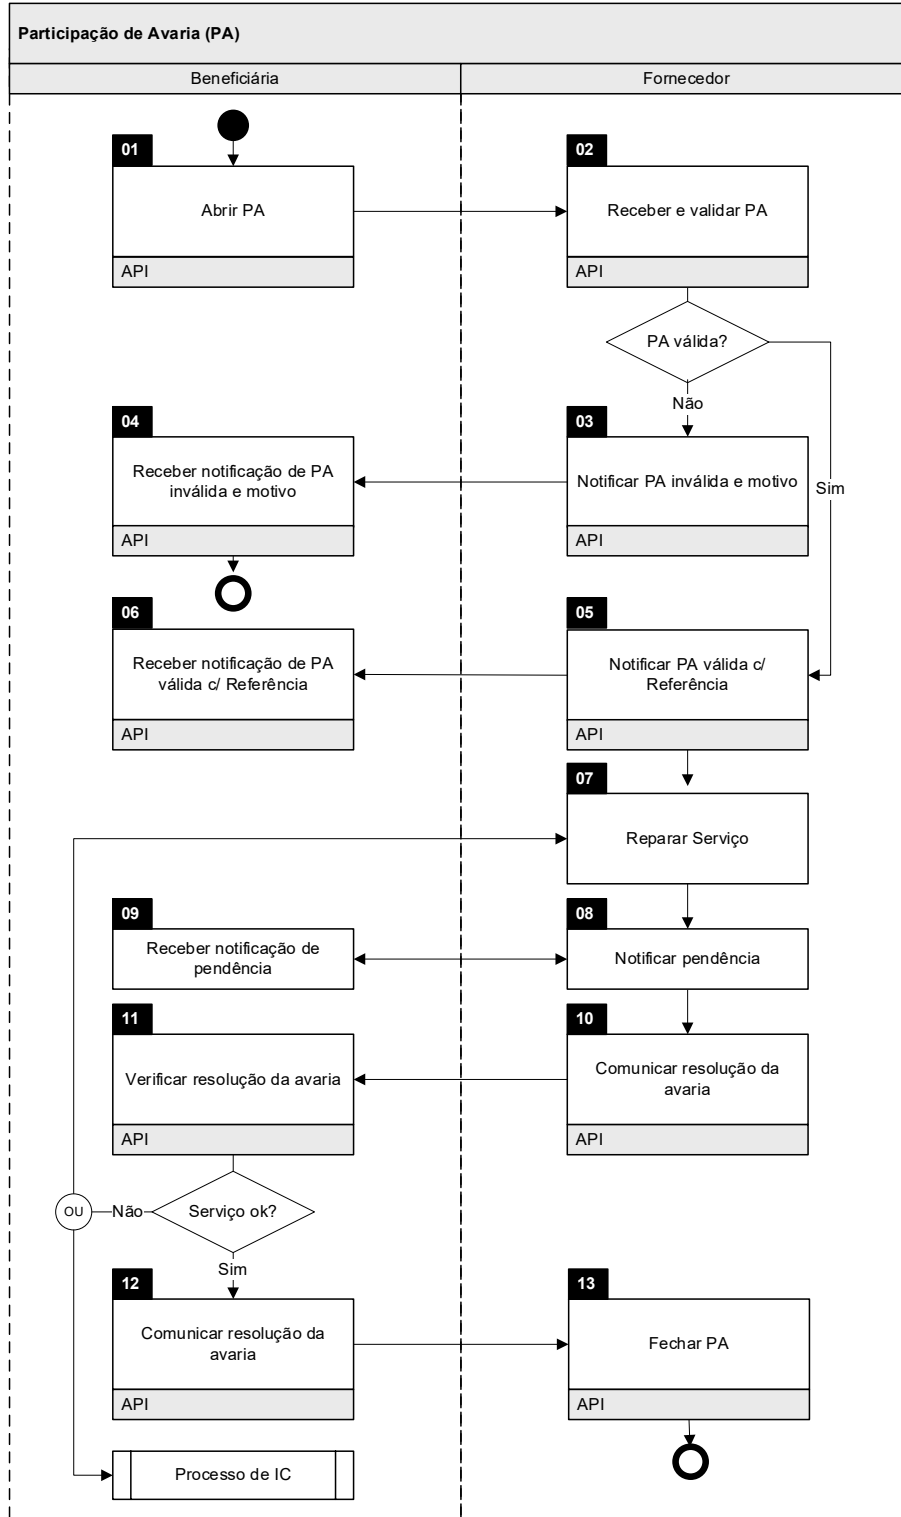 Participação de Avaria (PA)
Beneficiária
Fornecedor
01
Abrir PA
API
02
Receber e validar PA
API
PA válida?
Não
Sim
04
Receber notificação de PA
inválida e motivo
API
03
Notificar PA inválida e motivo
API
06
Receber notificação de PA
válida c/ Referência
API
05
Notificar PA válida c/
Referência
API
07
Reparar Serviço
09
Receber notificação de
pendência
08
Notificar pendência
11
Verificar resolução da avaria
API
10
Comunicar resolução da
avaria
API
OU
Não
Serviço ok?
Sim
12
Comunicar resolução da
avaria
API
13
Fechar PA
API
Processo de IC